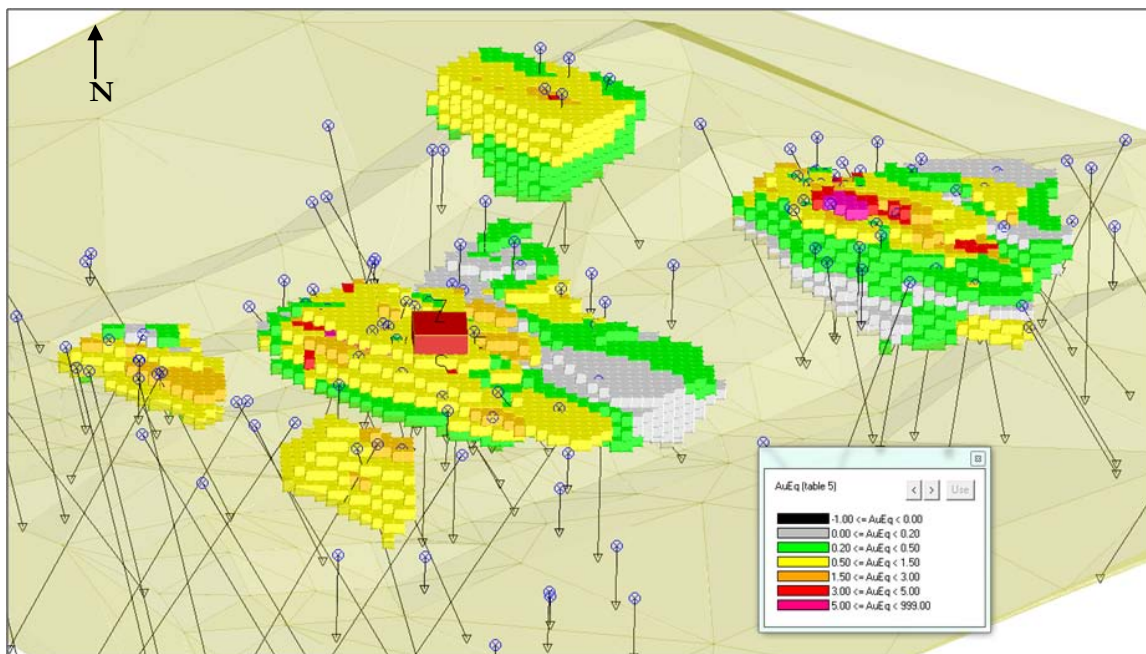 N
AuEq (table 5)
< > Use
-1.00 <= AuEq < 0.00
0.00 <= AuEq < 0.20
0.20 <= AuEq < 0.50
0.50 <= AuEq < 1.50
1.50 <= AuEq < 3.00
3.00 <= AuEq < 5.00
5.00 <= AuEq < 999.00